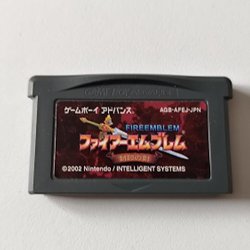 ゲームボーイ アドバンス AGB-AFEJ-JPN
FIREEMBLEM
ファイアーエムブレム
©2002 Nintendo / INTELLIGENT SYSTEMS